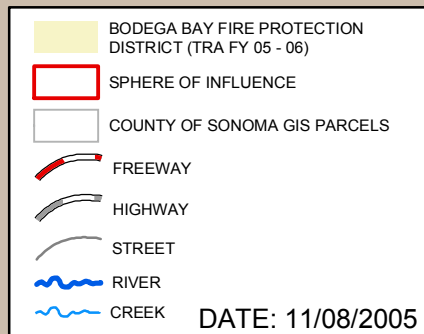 BODEGA BAY FIRE PROTECTION
DISTRICT (TRA FY 05 - 06)
SPHERE OF INFLUENCE
COUNTY OF SONOMA GIS PARCELS
FREEWAY
HIGHWAY
STREET
RIVER
CREEK
DATE: 11/08/2005